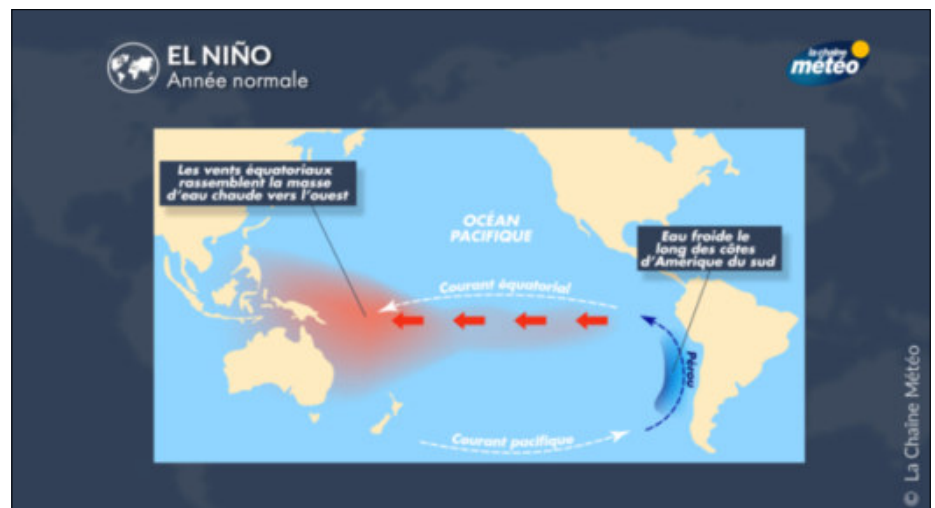 EL NIÑO
Année normale
la chaîne
météo
Les vents équatoriaux
rassemblent la masse
d'eau chaude vers l'ouest
OCÉAN
PACIFIQUE
Eau froide le
long des côtes
d'Amérique du sud
Courant équatorial
Pérou
Courant pacifique
© La Chaîne Météo